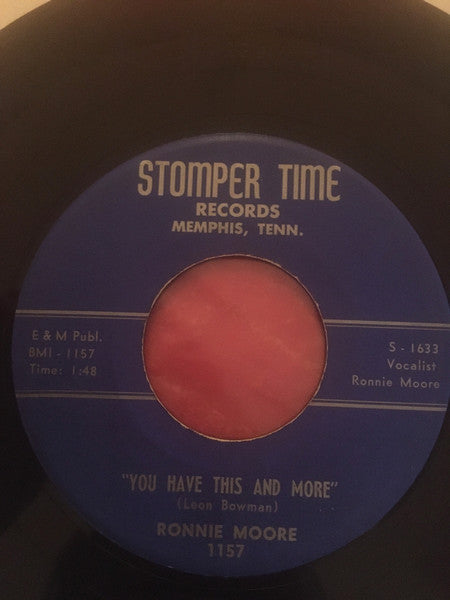 STOMPER TIME
RECORDS
MEMPHIS, TENN.
E & M Publ.
BMI - 1157
Time: 1:48
S - 1633
Vocalist
Ronnie Moore
"YOU HAVE THIS AND MORE"
(Leon Bowman)
RONNIE MOORE
1157